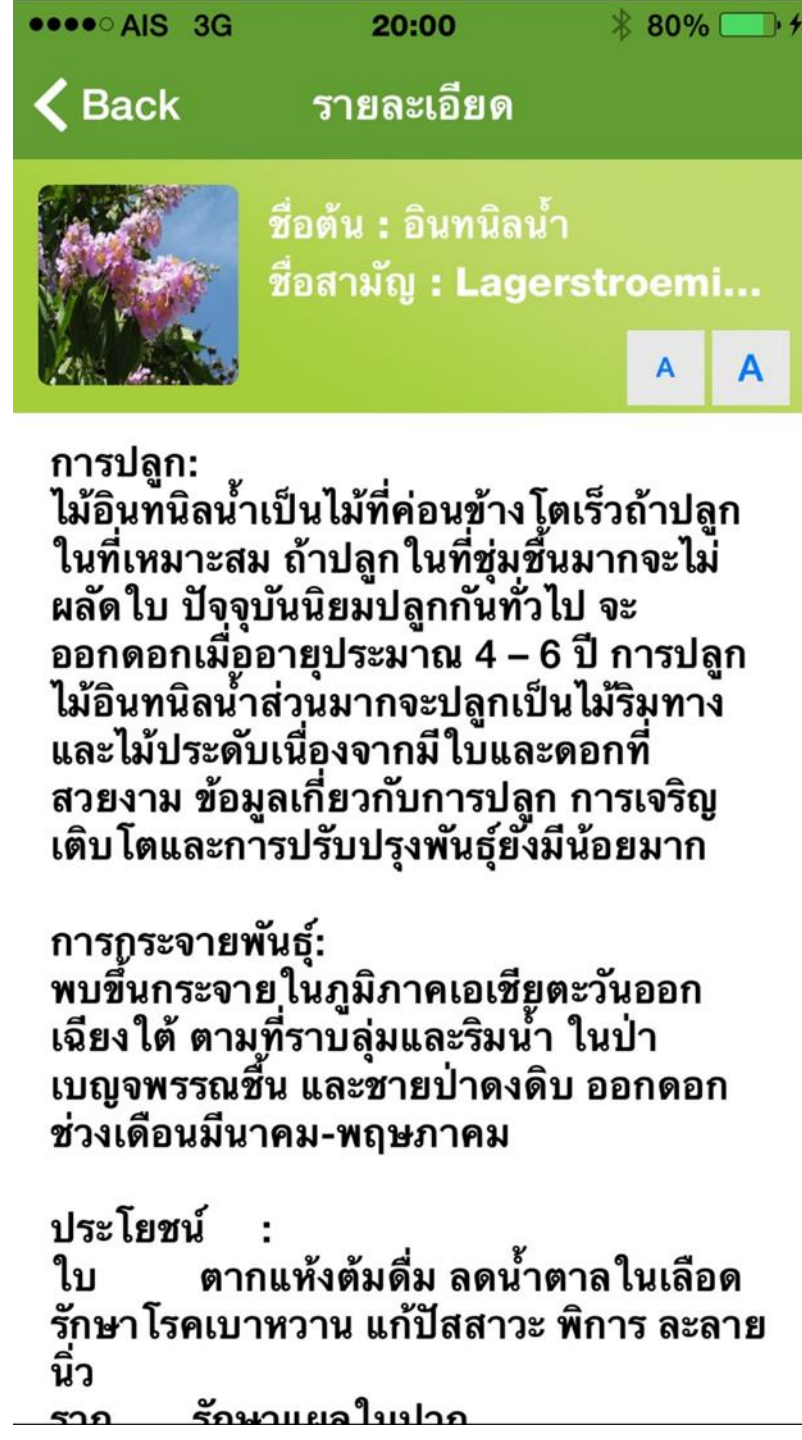 AIS 3G 20:00 80%
Back รายละเอียด
ชื่อต้น : อินทนิลน้ำ
ชื่อสามัญ : Lagerstroemi...
A A
การปลูก:
ไม้อินทนิลน้ำเป็นไม้ที่ค่อนข้างโตเร็วถ้าปลูก
ในที่เหมาะสม ถ้าปลูกในที่ชุ่มชื้นมากจะไม่
ผลัดใบ ปัจจุบันนิยมปลูกกันทั่วไป จะ
ออกดอกเมื่ออายุประมาณ 4 – 6 ปี การปลูก
ไม้อินทนิลน้ำส่วนมากจะปลูกเป็นไม้ริมทาง
และไม้ประดับเนื่องจากมีใบและดอกที่
สวยงาม ข้อมูลเกี่ยวกับการปลูก การเจริญ
เติบโตและการปรับปรุงพันธุ์ยังมีน้อยมาก
การกระจายพันธุ์:
พบขึ้นกระจายในภูมิภาคเอเชียตะวันออก
เฉียงใต้ ตามที่ราบลุ่มและริมน้ำ ในป่า
เบญจพรรณชื้น และชายป่าดงดิบ ออกดอก
ช่วงเดือนมีนาคม-พฤษภาคม
ประโยชน์ :
ใบ ตากแห้งต้มดื่ม ลดน้ำตาลในเลือด
รักษาโรคเบาหวาน แก้ปัสสาวะ พิการ ละลาย
นิ่ว
ราก รักษาแผลในปาก